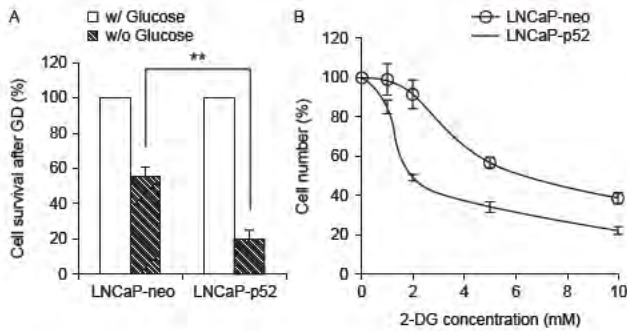 A
w/ Glucose
w/o Glucose
**
Cell survival after GD (%)
120
100
80
60
40
20
0
LNCaP-neo
LNCaP-p52
B
LNCaP-neo
LNCaP-p52
Cell number (%)
120
100
80
60
40
20
0
0
2
4
6
8
10
2-DG concentration (mM)